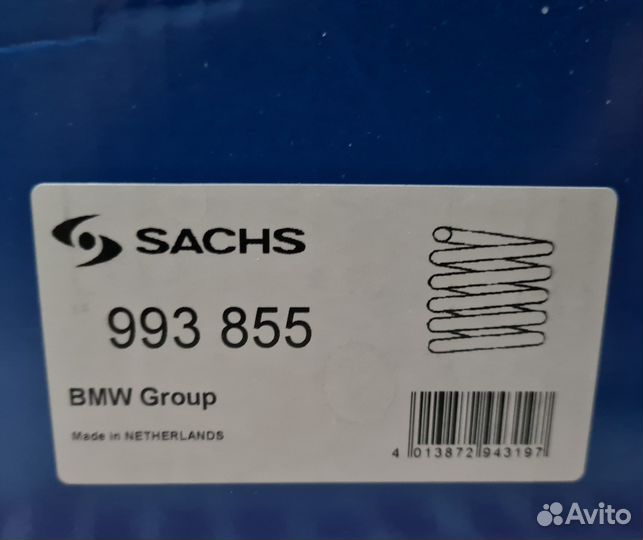 SACHS
993 855
BMW Group
Made in NETHERLANDS
4 013872 943197
Avito